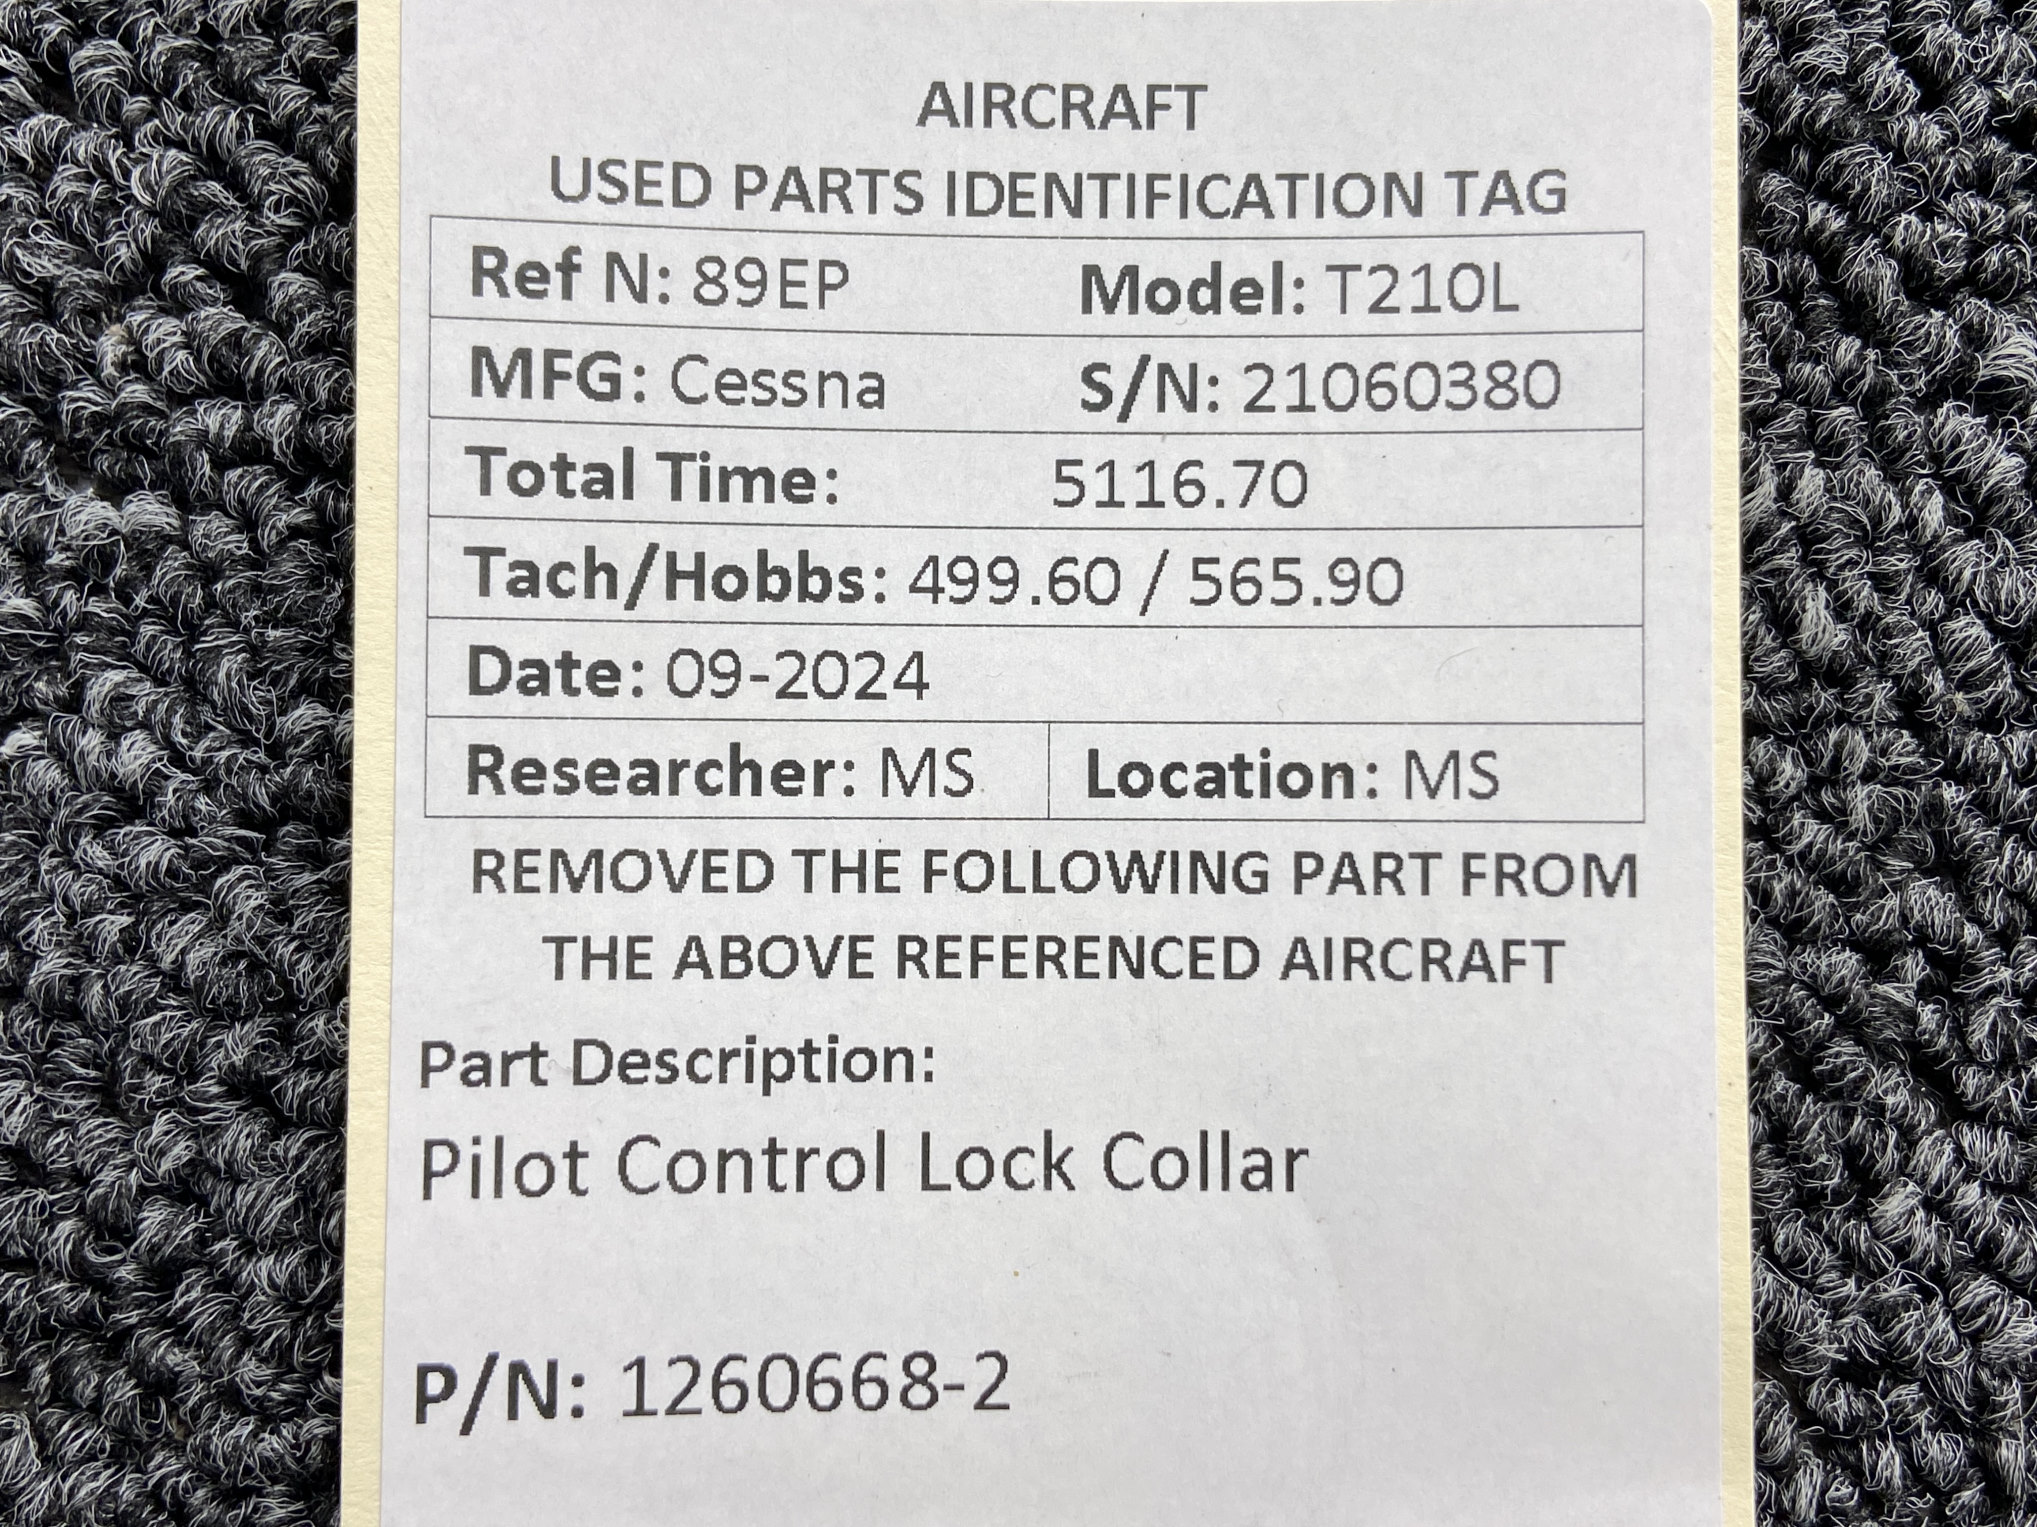 AIRCRAFT
USED PARTS IDENTIFICATION TAG
Ref N: 89EP Model: T210L
MFG: Cessna S/N: 21060380
Total Time: 5116.70
Tach/Hobbs: 499.60 / 565.90
Date: 09-2024
Researcher: MS Location: MS
REMOVED THE FOLLOWING PART FROM
THE ABOVE REFERENCED AIRCRAFT
Part Description:
Pilot Control Lock Collar
P/N: 1260668-2